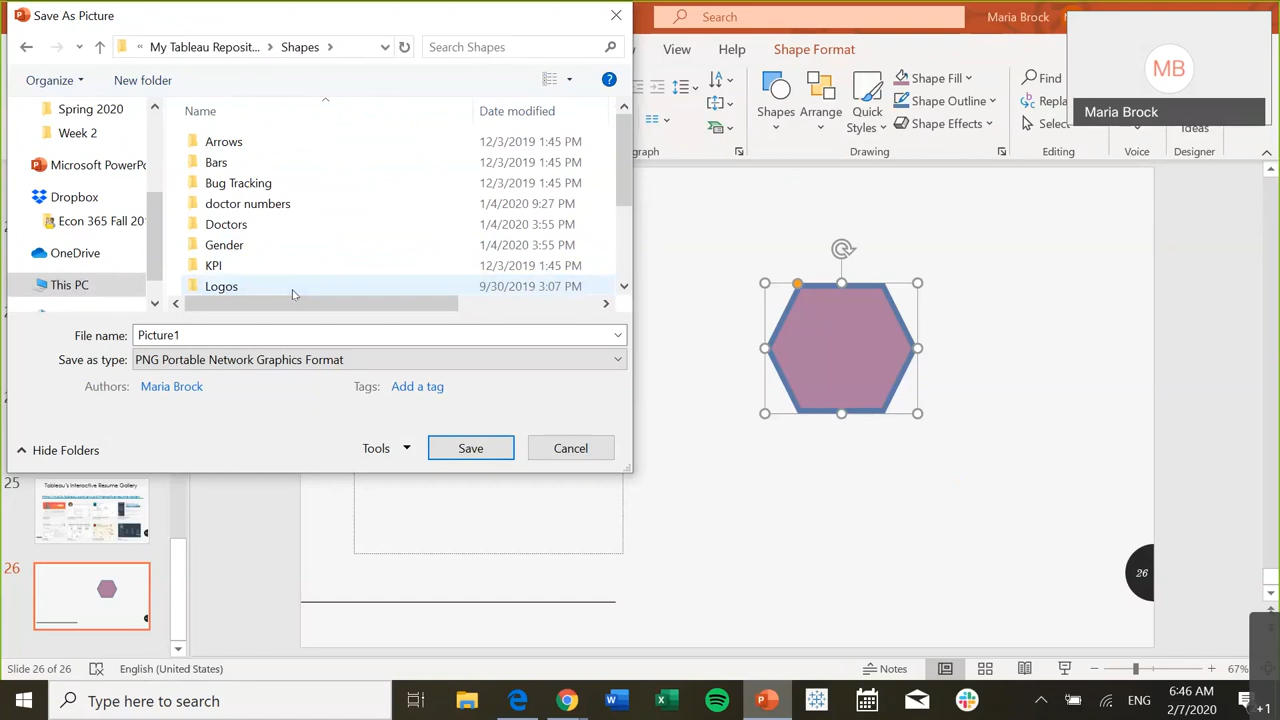 Save As Picture
« My Tableau Reposit... > Shapes >
Search Shapes
Organize
New folder
Spring 2020
Week 2
Microsoft PowerPo
Dropbox
Econ 365 Fall 20
OneDrive
This PC
Name
Date modified
Arrows 12/3/2019 1:45 PM
Bars 12/3/2019 1:45 PM
Bug Tracking 12/3/2019 1:45 PM
doctor numbers 1/4/2020 9:27 PM
Doctors 1/4/2020 3:55 PM
Gender 1/4/2020 3:55 PM
KPI 12/3/2019 1:45 PM
Logos 9/30/2019 3:07 PM
File name: Picture1
Save as type: PNG Portable Network Graphics Format
Authors: Maria Brock
Tags: Add a tag
Hide Folders
Tools
Save
Cancel
Search
Maria Brock
View
Help
Shape Format
Shapes
Arrange
Quick
Styles
Shape Fill
Shape Outline
Shape Effects
Find
Repla
Select
Ideas
ragraph
Drawing
Editing
Voice
Designer
MB
Maria Brock
25
Tableau's Interactive Resume Gallery
26
26
Slide 26 of 26
English (United States)
Notes
67%
Type here to search
ENG
6:46 AM
2/7/2020
+1